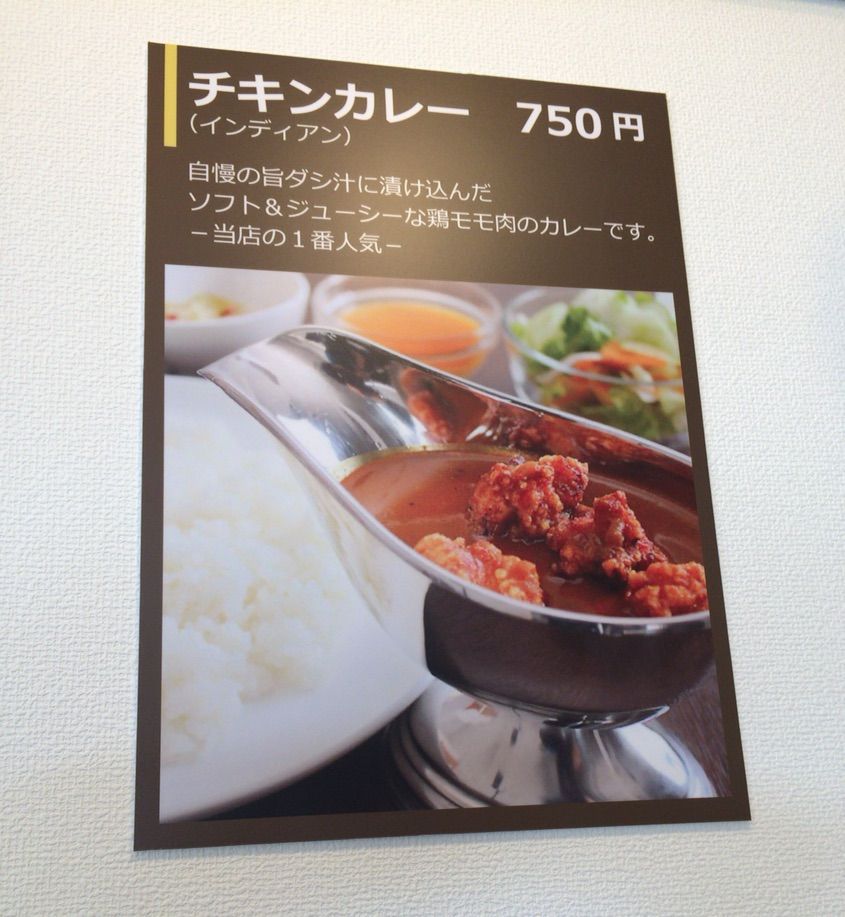 チキンカレー　750円
（インディアン）
自慢の旨ダシ汁に漬け込んだ
ソフト＆ジューシーな鶏モモ肉のカレーです。
－当店の１番人気－